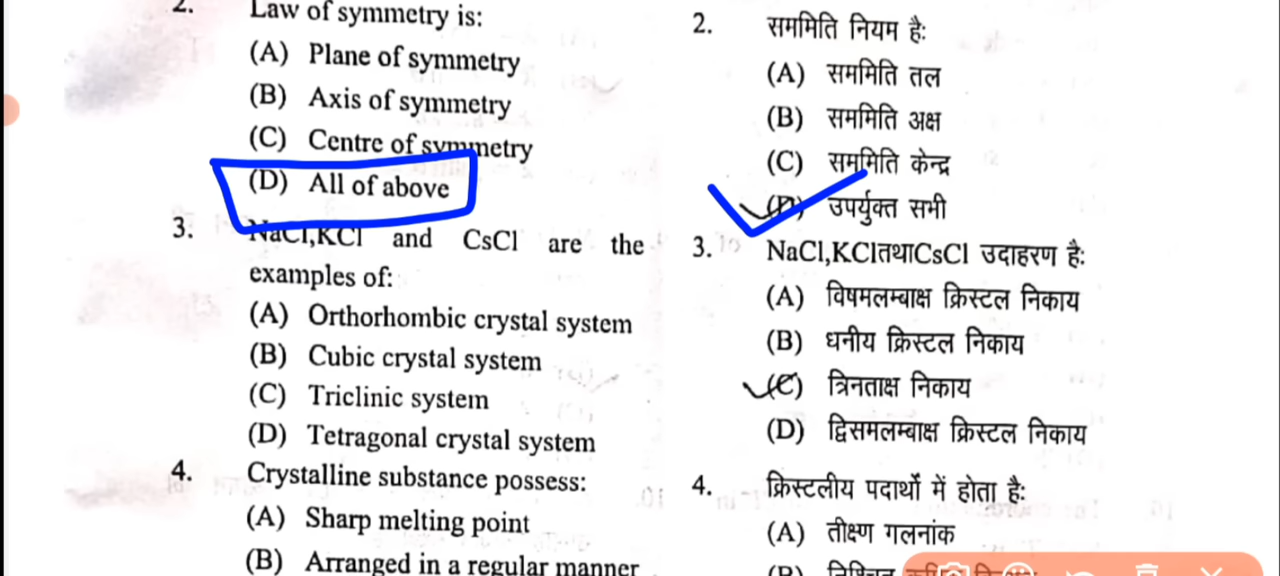 2.
Law of symmetry is:
(A) Plane of symmetry
(B) Axis of symmetry
(C) Centre of symmetry
(D) All of above
3. NaCl,KCl and CsCl are the
examples of:
(A) Orthorhombic crystal system
(B) Cubic crystal system
(C) Triclinic system
(D) Tetragonal crystal system
4. Crystalline substance possess:
(A) Sharp melting point
(B) Arranged in a regular manner
2. सममिति नियम है:
(A) सममिति तल
(B) सममिति अक्ष
(C) सममिति केन्द्र
(D) उपर्युक्त सभी
3. NaCl,KClतथाCsCl उदाहरण है:
(A) विषमलम्बाक्ष क्रिस्टल निकाय
(B) धनीय क्रिस्टल निकाय
(C) त्रिनताक्ष निकाय
(D) द्विसमलम्बाक्ष क्रिस्टल निकाय
4. क्रिस्टलीय पदार्थों में होता है:
(A) तीक्ष्ण गलनांक
(B)